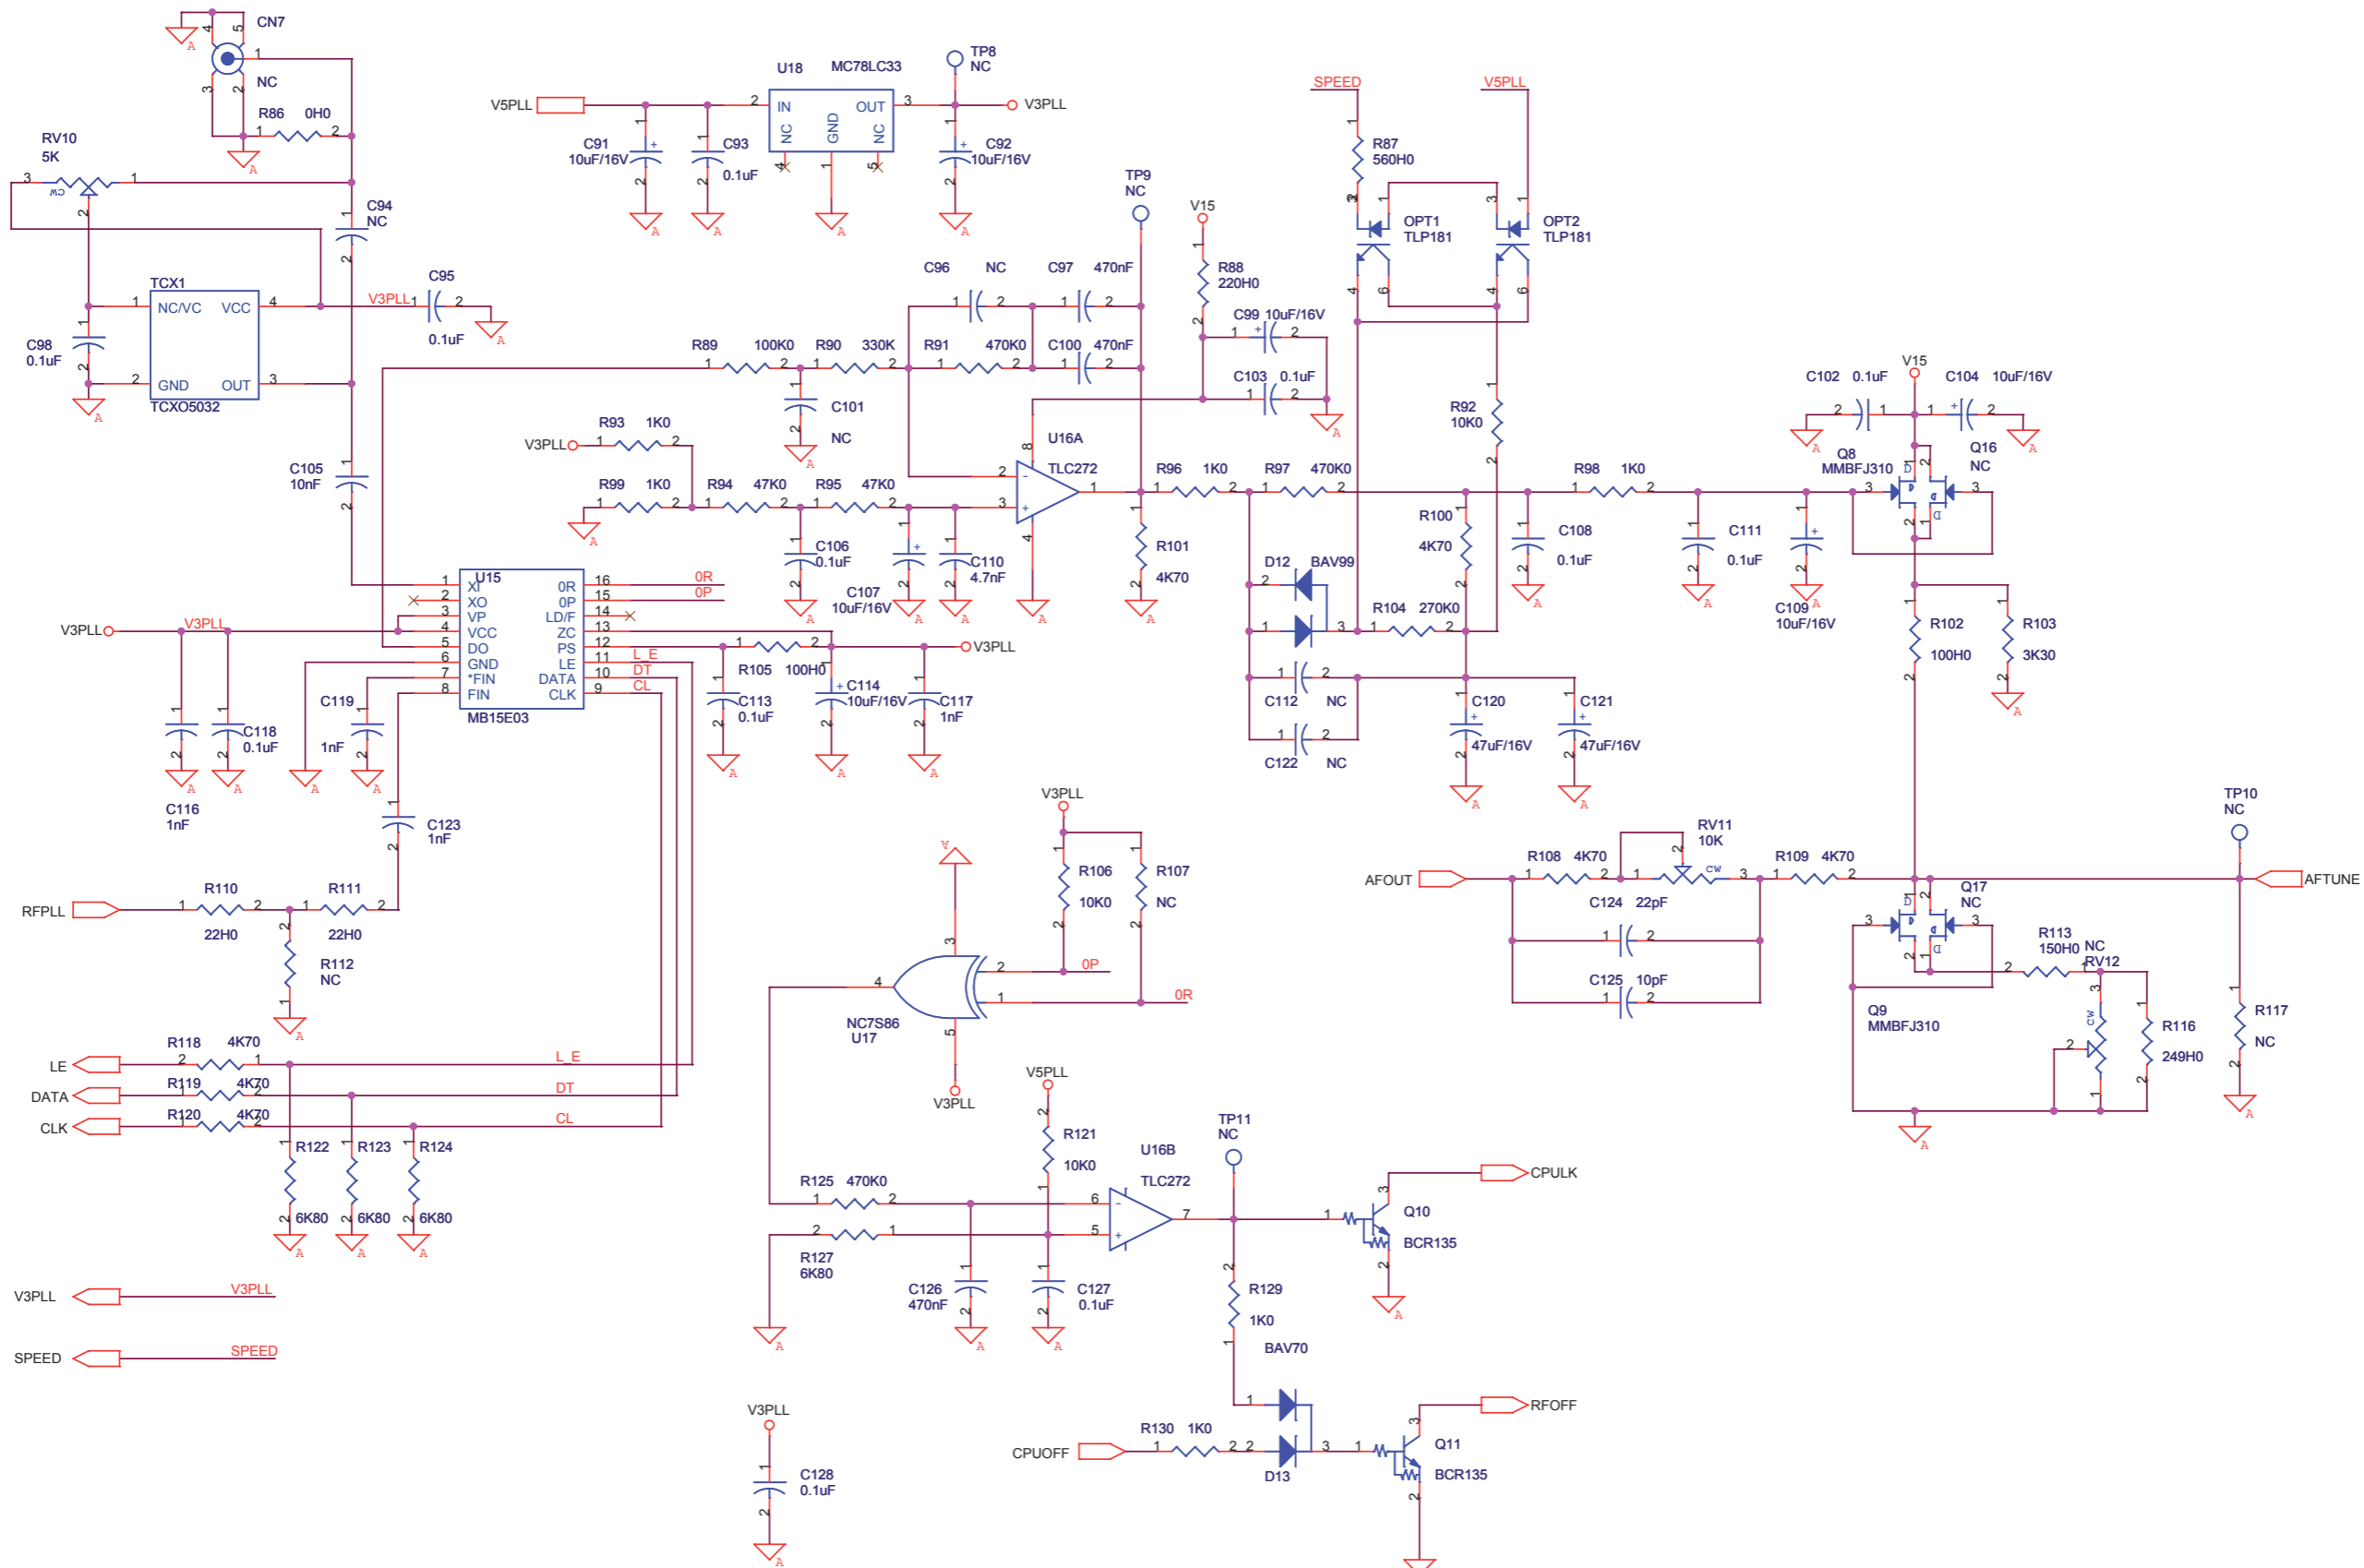 CN7
NC
R86 0H0
RV10
5K
C94
NC
TCX1
NC/VC VCC
GND OUT
TCXO5032
C98
0.1uF
V3PLL
C95
0.1uF
C105
10nF
V5PLL
U18 MC78LC33
IN OUT
NC GND NC
TP8
NC
V3PLL
C91
10uF/16V
C93
0.1uF
C92
10uF/16V
TP9
NC
C96 NC
C97 470nF
R89 100K0
R90 330K
R91 470K0
C100 470nF
C101
NC
R93 1K0
V3PLL
R99 1K0
R94 47K0
R95 47K0
C106
0.1uF
C107
10uF/16V
C110
4.7nF
U16A
TLC272
V15
R88
220H0
C99 10uF/16V
C103 0.1uF
SPEED
V5PLL
R87
560H0
OPT1
TLP181
OPT2
TLP181
R92
10K0
R96 1K0
R97 470K0
R98 1K0
R101
4K70
R100
4K70
C108
0.1uF
D12 BAV99
R104 270K0
C112 NC
C122 NC
C120
47uF/16V
C121
47uF/16V
C111
0.1uF
C109
10uF/16V
V15
C102 0.1uF
C104 10uF/16V
Q8
MMBFJ310
Q16
NC
R102
100H0
R103
3K30
U15
XI 0R
XO 0P
VP LD/F
VCC ZC
DO PS
GND LE
*FIN DATA
FIN CLK
MB15E03
0R
0P
L_E
DT
CL
V3PLL
V3PLL
R105 100H0
V3PLL
C113
0.1uF
C114
10uF/16V
C117
1nF
C116
1nF
C118
0.1uF
C119
1nF
C123
1nF
RFPLL
R110
22H0
R111
22H0
R112
NC
V3PLL
R106
10K0
R107
NC
0P
0R
NC7S86
U17
V3PLL
AFOUT
R108 4K70
RV11
10K
R109 4K70
C124 22pF
C125 10pF
TP10
NC
AFTUNE
Q17
NC
Q9
MMBFJ310
R113
150H0
NC
RV12
R116
249H0
R117
NC
LE
R118 4K70
L_E
DATA
R119 4K70
DT
CLK
R120 4K70
CL
R122
6K80
R123
6K80
R124
6K80
V3PLL V3PLL
SPEED SPEED
V5PLL
R121
10K0
R125 470K0
R127
6K80
C126
470nF
C127
0.1uF
U16B
TLC272
TP11
NC
CPULK
Q10
BCR135
R129
1K0
BAV70
CPUOFF
R130 1K0
D13
RFOFF
Q11
BCR135
V3PLL
C128
0.1uF